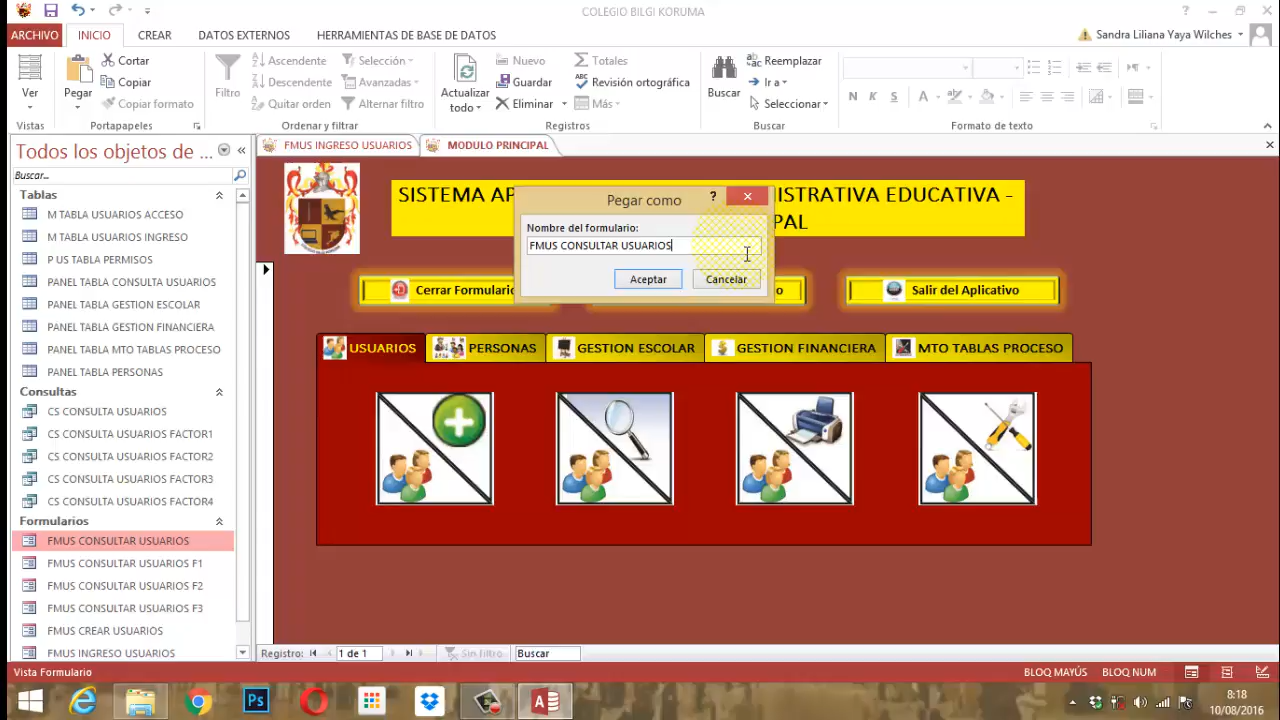 COLEGIO BILGI KORUMA
ARCHIVO INICIO CREAR DATOS EXTERNOS HERRAMIENTAS DE BASE DE DATOS
Sandra Liliana Yaya Wilches
Ver
Pegar
Cortar
Copiar
Copiar formato
Filtro
Ascendente
Descendente
Quitar orden
Selección
Avanzadas
Alternar filtro
Actualizar
todo
Nuevo
Guardar
Eliminar
Totales
Revisión ortográfica
Más
Buscar
Reemplazar
Ir a
Seleccionar
N K S
A
Vistas Portapapeles Ordenar y filtrar Registros Buscar Formato de texto
Todos los objetos de ...
Buscar...
Tablas
M TABLA USUARIOS ACCESO
M TABLA USUARIOS INGRESO
P US TABLA PERMISOS
PANEL TABLA CONSULTA USUARIOS
PANEL TABLA GESTION ESCOLAR
PANEL TABLA GESTION FINANCIERA
PANEL TABLA MTO TABLAS PROCESO
PANEL TABLA PERSONAS
Consultas
CS CONSULTA USUARIOS
CS CONSULTA USUARIOS FACTOR1
CS CONSULTA USUARIOS FACTOR2
CS CONSULTA USUARIOS FACTOR3
CS CONSULTA USUARIOS FACTOR4
Formularios
FMUS CONSULTAR USUARIOS
FMUS CONSULTAR USUARIOS F1
FMUS CONSULTAR USUARIOS F2
FMUS CONSULTAR USUARIOS F3
FMUS CREAR USUARIOS
FMUS INGRESO USUARIOS
FMUS INGRESO USUARIOS MODULO PRINCIPAL
SISTEMA AP
ISTRATIVA EDUCATIVA -
PAL
Pegar como
?
Nombre del formulario:
FMUS CONSULTAR USUARIOS
Aceptar Cancelar
Cerrar Formulario
o
Salir del Aplicativo
USUARIOS PERSONAS GESTION ESCOLAR GESTION FINANCIERA MTO TABLAS PROCESO
Registro: 1 de 1 Sin filtro Buscar
Vista Formulario BLOQ MAYÚS BLOQ NUM
8:18
10/08/2016